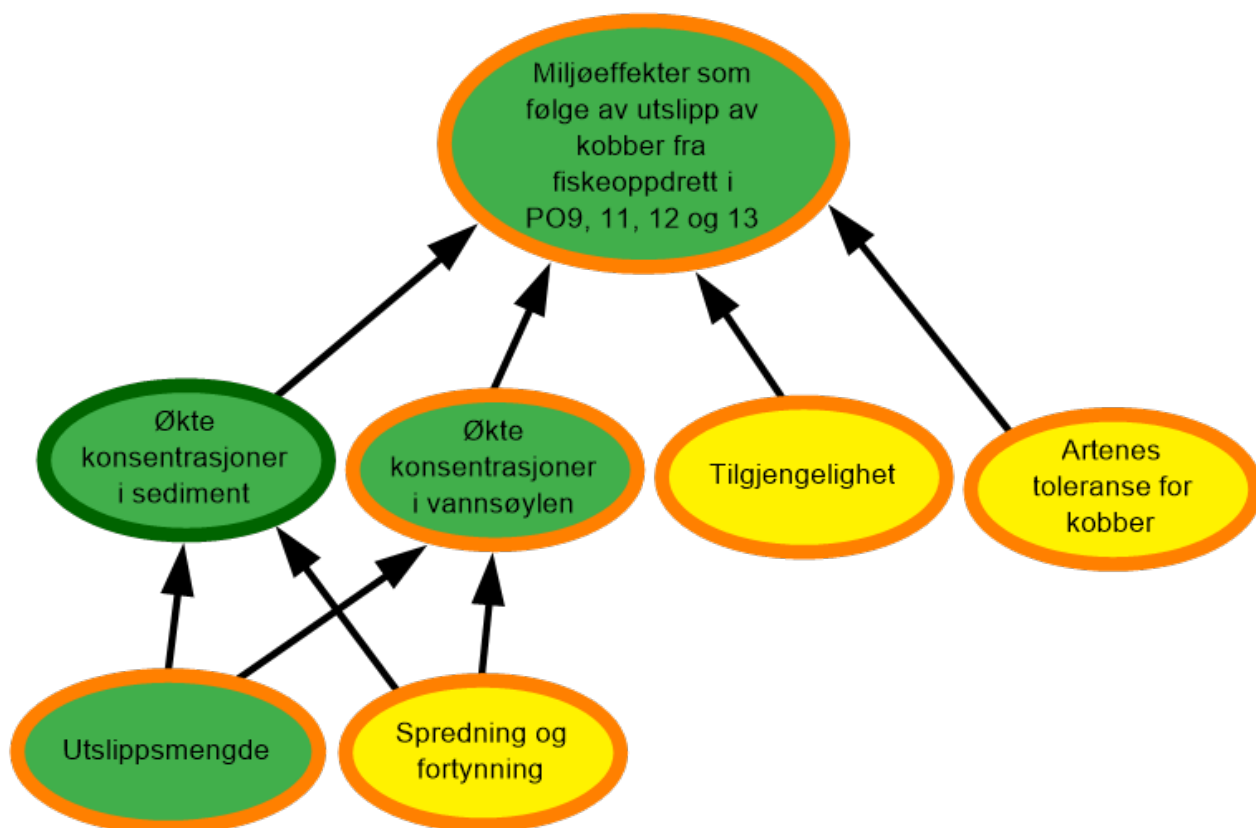 Miljøeffekter som
følge av utslipp av
kobber fra
fiskeoppdrett i
PO9, 11, 12 og 13
Økte
konsentrasjoner
i sediment
Økte
konsentrasjoner
i vannsøylen
Tilgjengelighet
Artenes
toleranse for
kobber
Utslippsmengde
Spredning og
fortynning